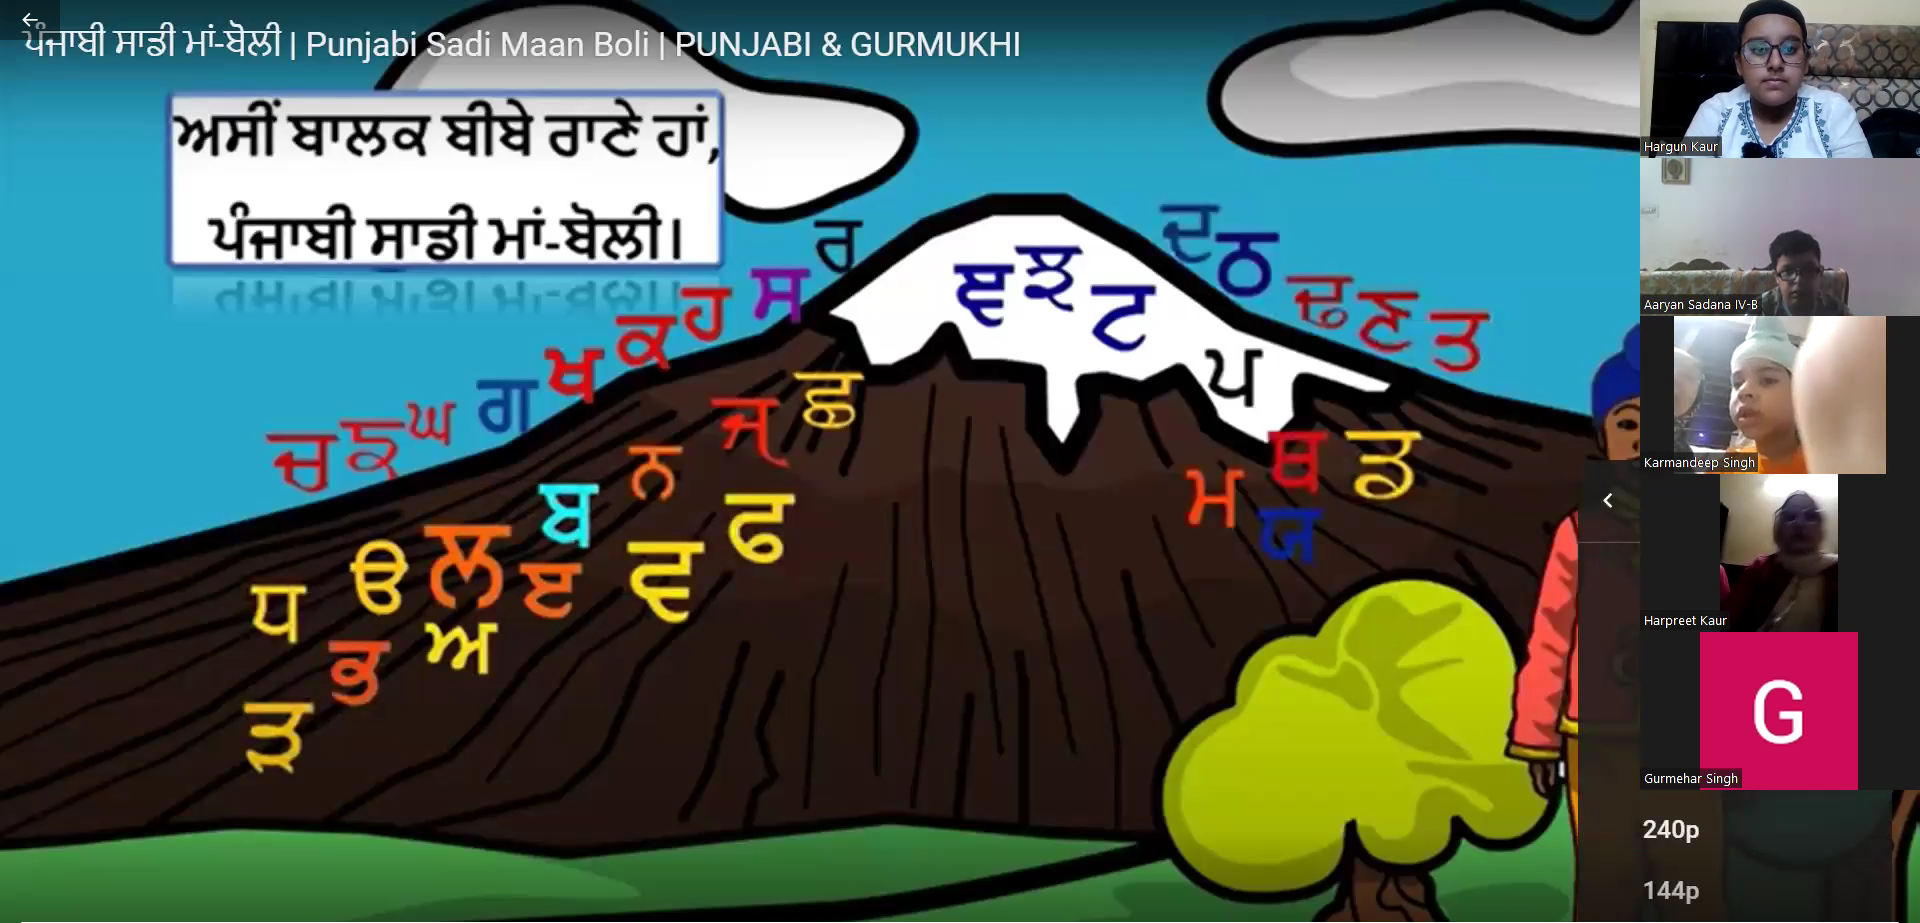 ਪੰਜਾਬੀ ਸਾਡੀ ਮਾਂ-ਬੋਲੀ | Punjabi Sadi Maan Boli | PUNJABI & GURMUKHI
ਅਸੀਂ ਬਾਲਕ ਬੀਬੇ ਰਾਣੇ ਹਾਂ,
ਪੰਜਾਬੀ ਸਾਡੀ ਮਾਂ-ਬੋਲੀ।
ਰ
ਦ
ਠ
ਸ
ਞ
ਝ
ਟ
ਢ
ਣ
ਤ
ਹ
ਕ
ਖ
ਗ
ਘ
ਙ
ਚ
ਜ
ਛ
ਪ
ਨ
ਥ
ਡ
ਬ
ਫ
ਮ
ਯ
ੳ
ਲ
ੲ
ਵ
ਧ
ਅ
ਭ
ੜ
Hargun Kaur
Aaryan Sadana IV-B
Karmandeep Singh
Harpreet Kaur
G
Gurmehar Singh
240p
144p